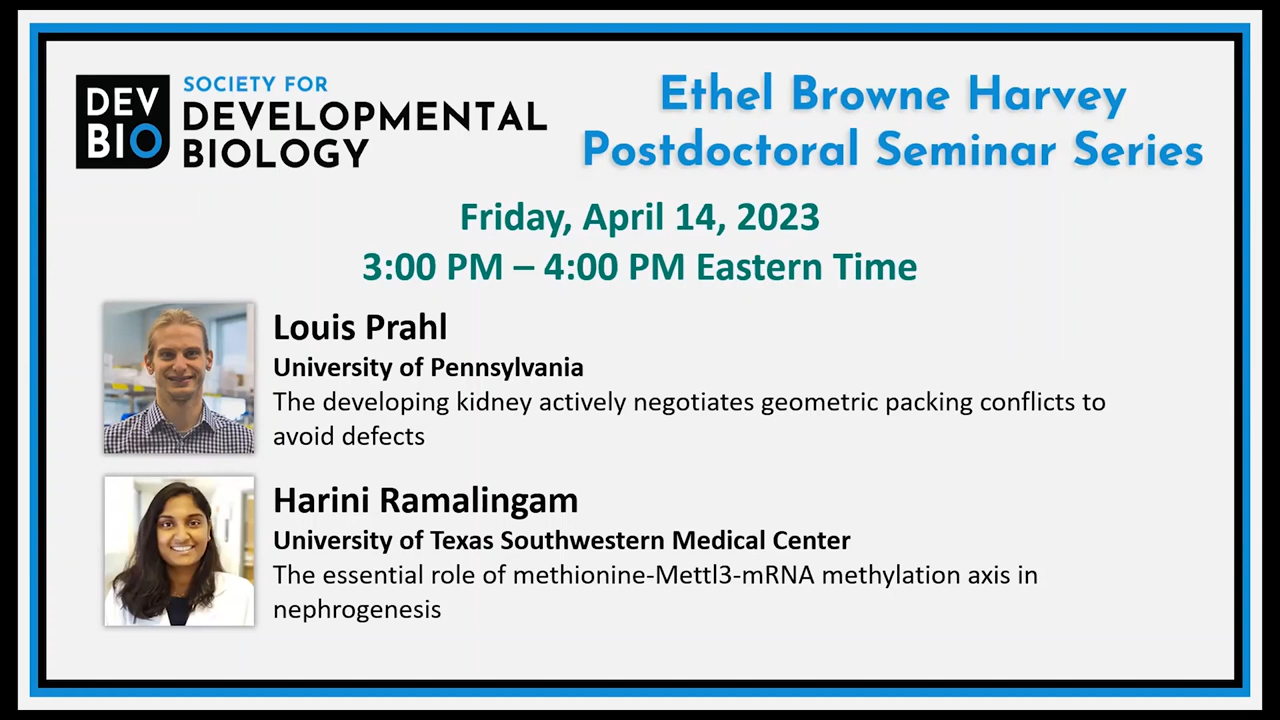 DEV
BIO
SOCIETY FOR
DEVELOPMENTAL
BIOLOGY
Ethel Browne Harvey
Postdoctoral Seminar Series
Friday, April 14, 2023
3:00 PM – 4:00 PM Eastern Time
Louis Prahl
University of Pennsylvania
The developing kidney actively negotiates geometric packing conflicts to
avoid defects
Harini Ramalingam
University of Texas Southwestern Medical Center
The essential role of methionine-Mettl3-mRNA methylation axis in
nephrogenesis